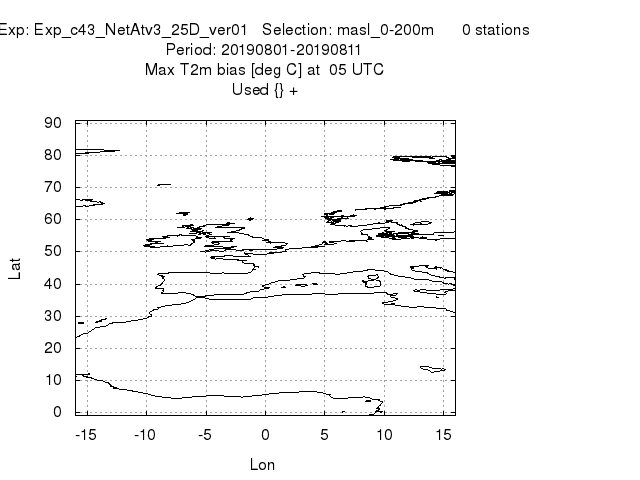 Exp: Exp_c43_NetAtv3_25D_ver01 Selection: masl_0-200m 0 stations
Period: 20190801-20190811
Max T2m bias [deg C] at 05 UTC
Used {} +
90
80
70
60
50
40
30
20
10
0
Lat
-15 -10 -5 0 5 10 15
Lon